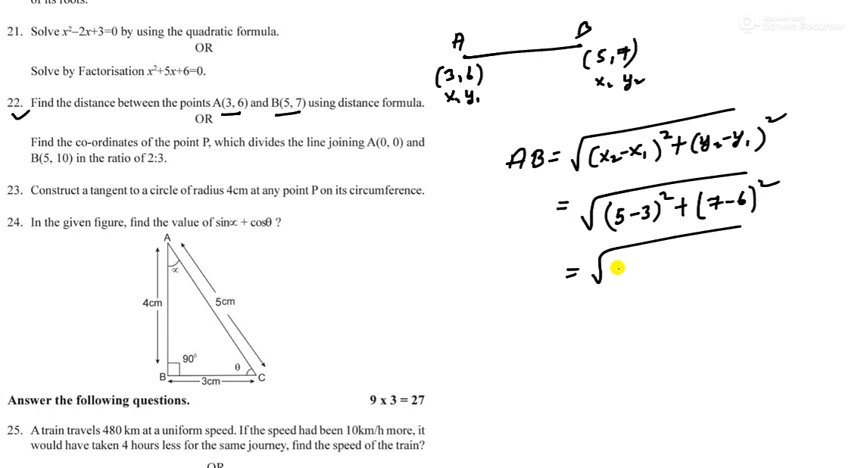 of its roots.
21. Solve x²–2x+3=0 by using the quadratic formula.
OR
Solve by Factorisation x²+5x+6=0.
22. Find the distance between the points A(3, 6) and B(5, 7) using distance formula.
OR
Find the co-ordinates of the point P, which divides the line joining A(0, 0) and
B(5, 10) in the ratio of 2:3.
23. Construct a tangent to a circle of radius 4cm at any point P on its circumference.
24. In the given figure, find the value of sin∝ + cosθ ?
A
∝
4cm
5cm
90°
θ
B
3cm
C
Answer the following questions. 9 x 3 = 27
25. A train travels 480 km at a uniform speed. If the speed had been 10km/h more, it
would have taken 4 hours less for the same journey, find the speed of the train?
OR
A B
(3,6) (5,7)
x₁ y₁ x₂ y₂
AB = √(x₂-x₁)²+(y₂-y₁)²
= √(5-3)²+(7-6)²
= √
Screen Recorder